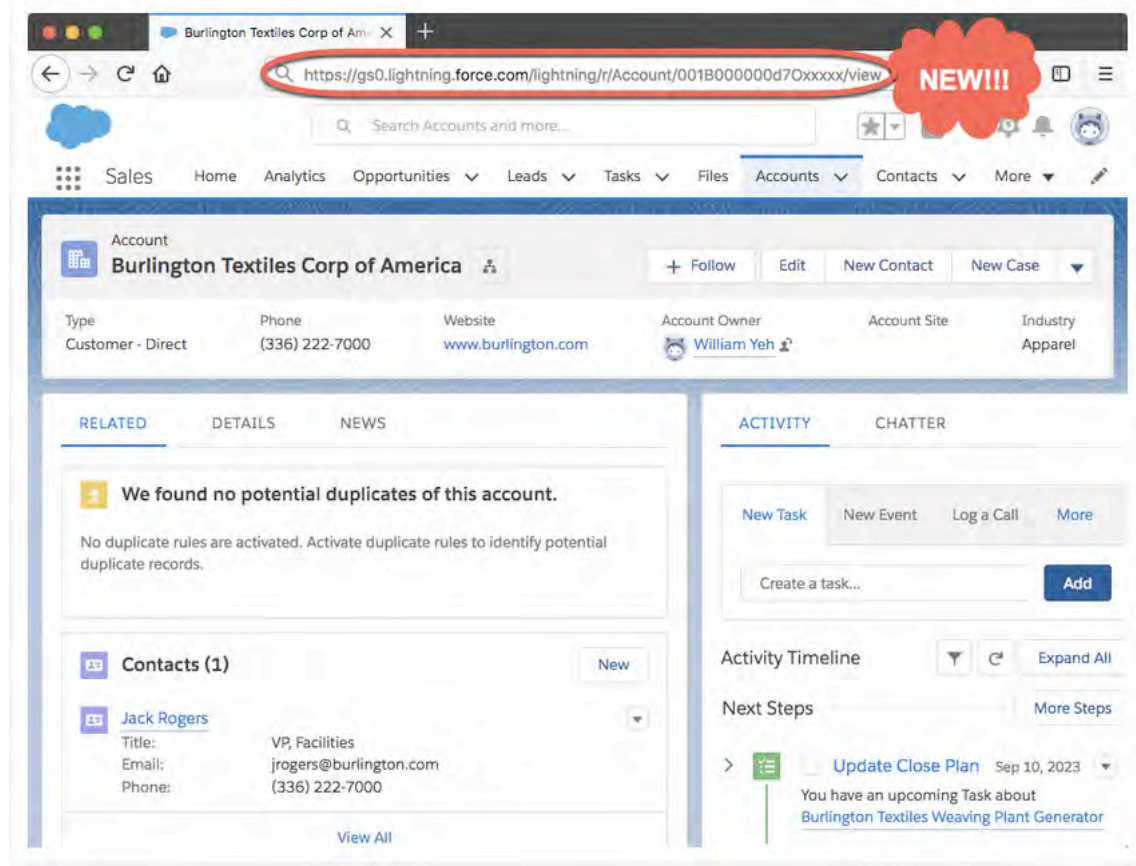 Burlington Textiles Corp of Am
https://gs0.lightning.force.com/lightning/r/Account/001B000000d7Oxxxxx/view
NEW!!!
Search Accounts and more...
Sales Home Analytics Opportunities Leads Tasks Files Accounts Contacts More
Account
Burlington Textiles Corp of America
+ Follow Edit New Contact New Case
Type Phone Website Account Owner Account Site Industry
Customer - Direct (336) 222-7000 www.burlington.com William Yeh Apparel
RELATED DETAILS NEWS
We found no potential duplicates of this account.
No duplicate rules are activated. Activate duplicate rules to identify potential
duplicate records.
Contacts (1) New
Jack Rogers
Title: VP, Facilities
Email: jrogers@burlington.com
Phone: (336) 222-7000
View All
ACTIVITY CHATTER
New Task New Event Log a Call More
Create a task... Add
Activity Timeline Expand All
Next Steps More Steps
Update Close Plan Sep 10, 2023
You have an upcoming Task about
Burlington Textiles Weaving Plant Generator